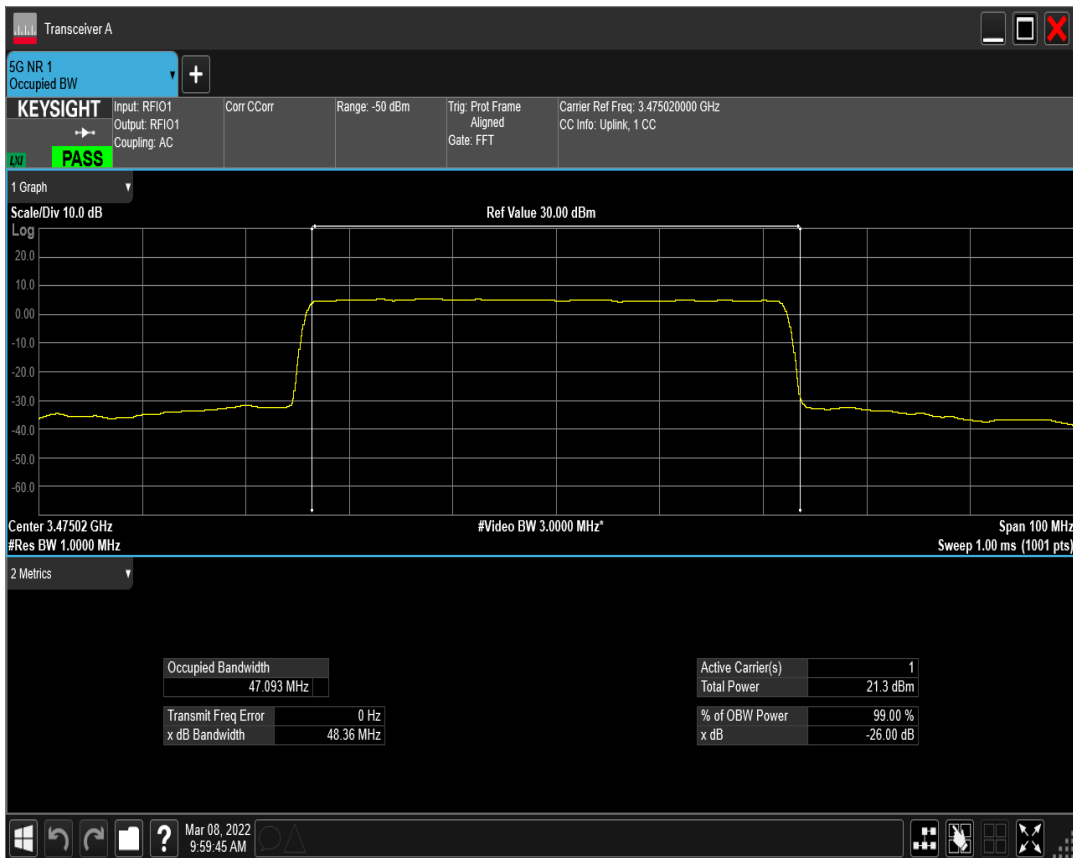 Transceiver A
5G NR 1
Occupied BW
+
KEYSIGHT
LXI
PASS
Input: RFIO1
Output: RFIO1
Coupling: AC
Corr CCorr
Range: -50 dBm
Trig: Prot Frame
Aligned
Gate: FFT
Carrier Ref Freq: 3.475020000 GHz
CC Info: Uplink, 1 CC
1 Graph
Scale/Div 10.0 dB
Ref Value 30.00 dBm
Log
20.0
10.0
0.00
-10.0
-20.0
-30.0
-40.0
-50.0
-60.0
Center 3.47502 GHz
#Video BW 3.0000 MHz*
Span 100 MHz
#Res BW 1.0000 MHz
Sweep 1.00 ms (1001 pts)
2 Metrics
Occupied Bandwidth
47.093 MHz
Transmit Freq Error 0 Hz
x dB Bandwidth 48.36 MHz
Active Carrier(s) 1
Total Power 21.3 dBm
% of OBW Power 99.00 %
x dB -26.00 dB
?
Mar 08, 2022
9:59:45 AM